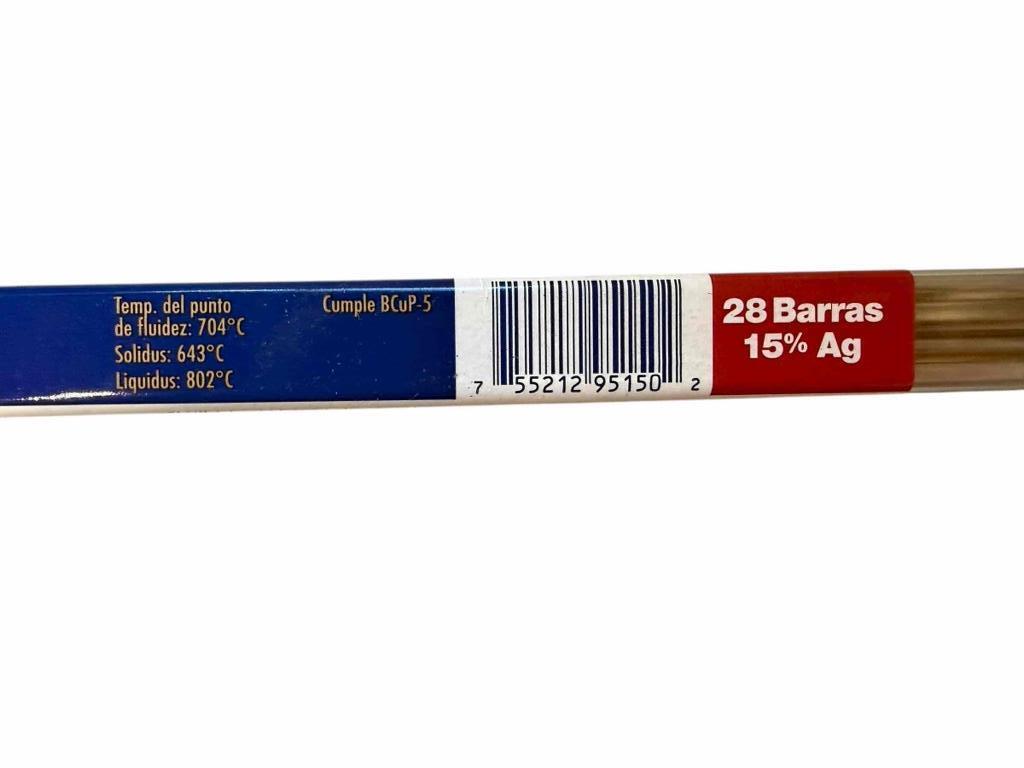 Temp. del punto
de fluidez: 704°C
Solidus: 643°C
Liquidus: 802°C
Cumple BCuP-5
7 55212 95150 2
28 Barras
15% Ag